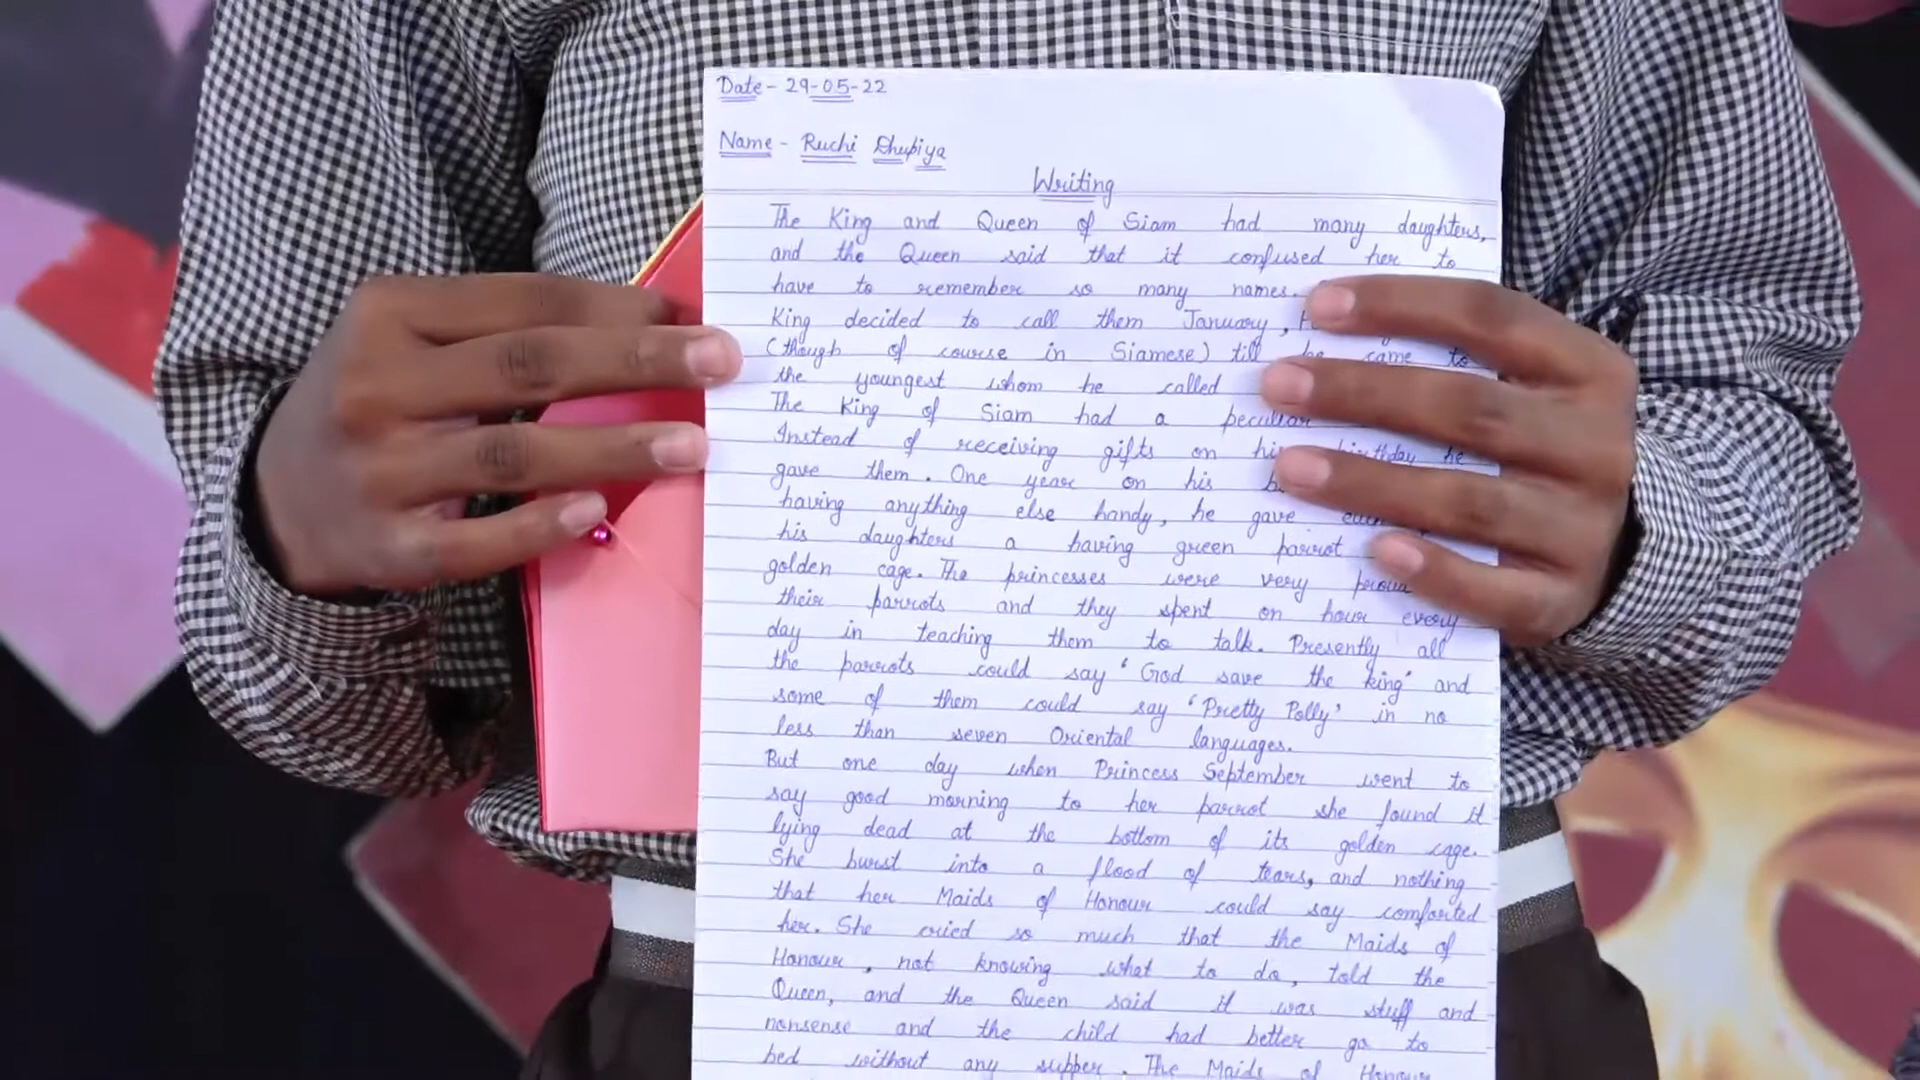 Date - 29-05-22
Name - Ruchi Dhupiya
Writing
The King and Queen of Siam had many daughters,
and the Queen said that it confused her to
have to remember so many names.
King decided to call them January,
(though of course in Siamese) till he came to
the youngest whom he called
The King of Siam had a peculiar
Instead of receiving gifts on his birthday he
gave them. One year on his
having anything else handy, he gave
his daughters a having green parrot
golden cage. The princesses were very
their parrots and they spent on hour every
day in teaching them to talk. Presently all
the parrots could say 'God save the king' and
some of them could say 'Pretty Polly' in no
less than seven Oriental languages.
But one day when Princess September went to
say good morning to her parrot she found it
lying dead at the bottom of its golden cage.
She burst into a flood of tears, and nothing
that her Maids of Honour could say comforted
her. She cried so much that the Maids of
Honour, not knowing what to do, told the
Queen, and the Queen said it was stuff and
nonsense and the child had better go to
bed without any supper. The Maids of Honour